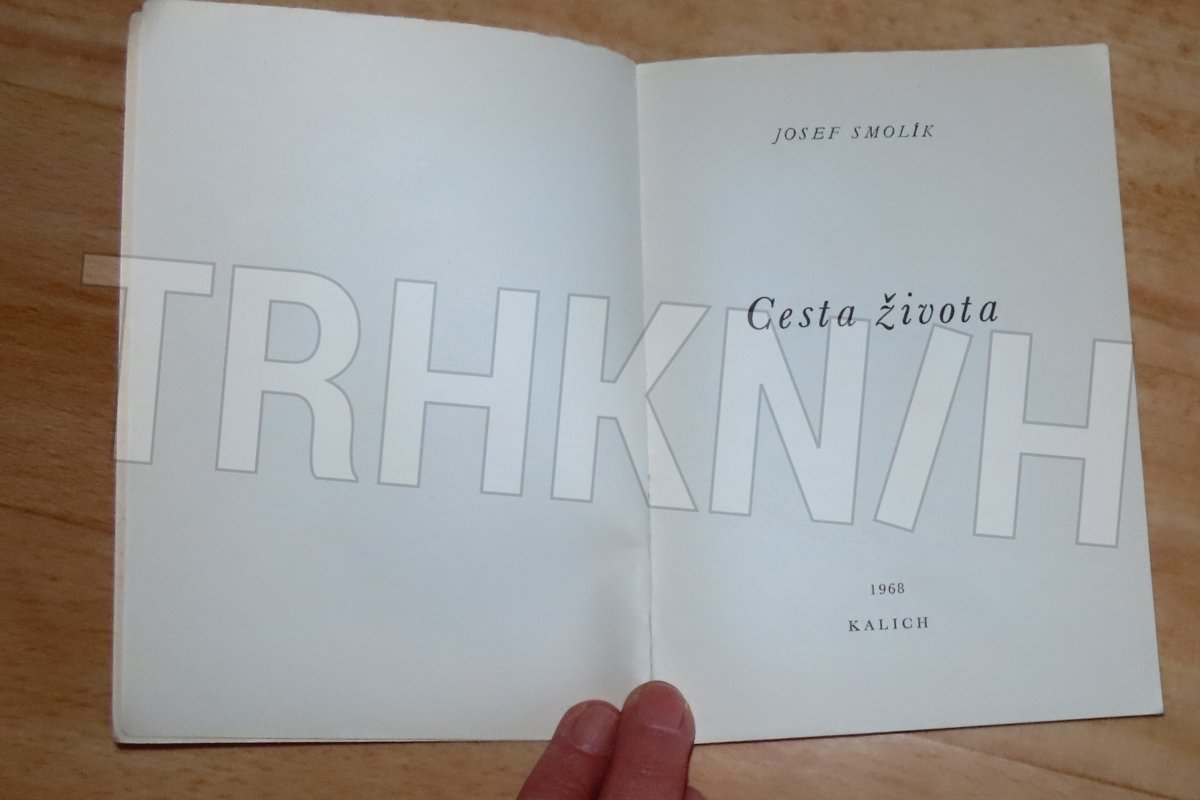 JOSEF SMOLÍK
Cesta života
TRHKNIH
1968
KALICH